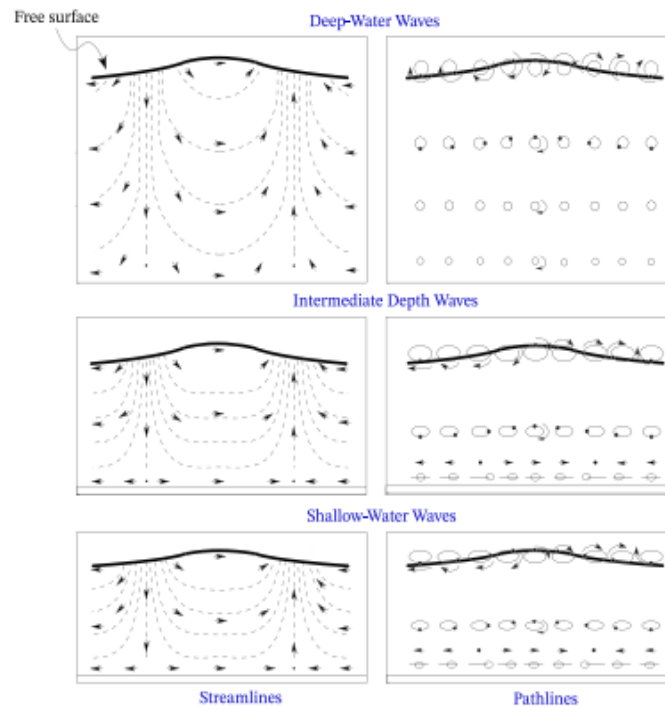 Free surface
Deep-Water Waves
Intermediate Depth Waves
Shallow-Water Waves
Streamlines
Pathlines